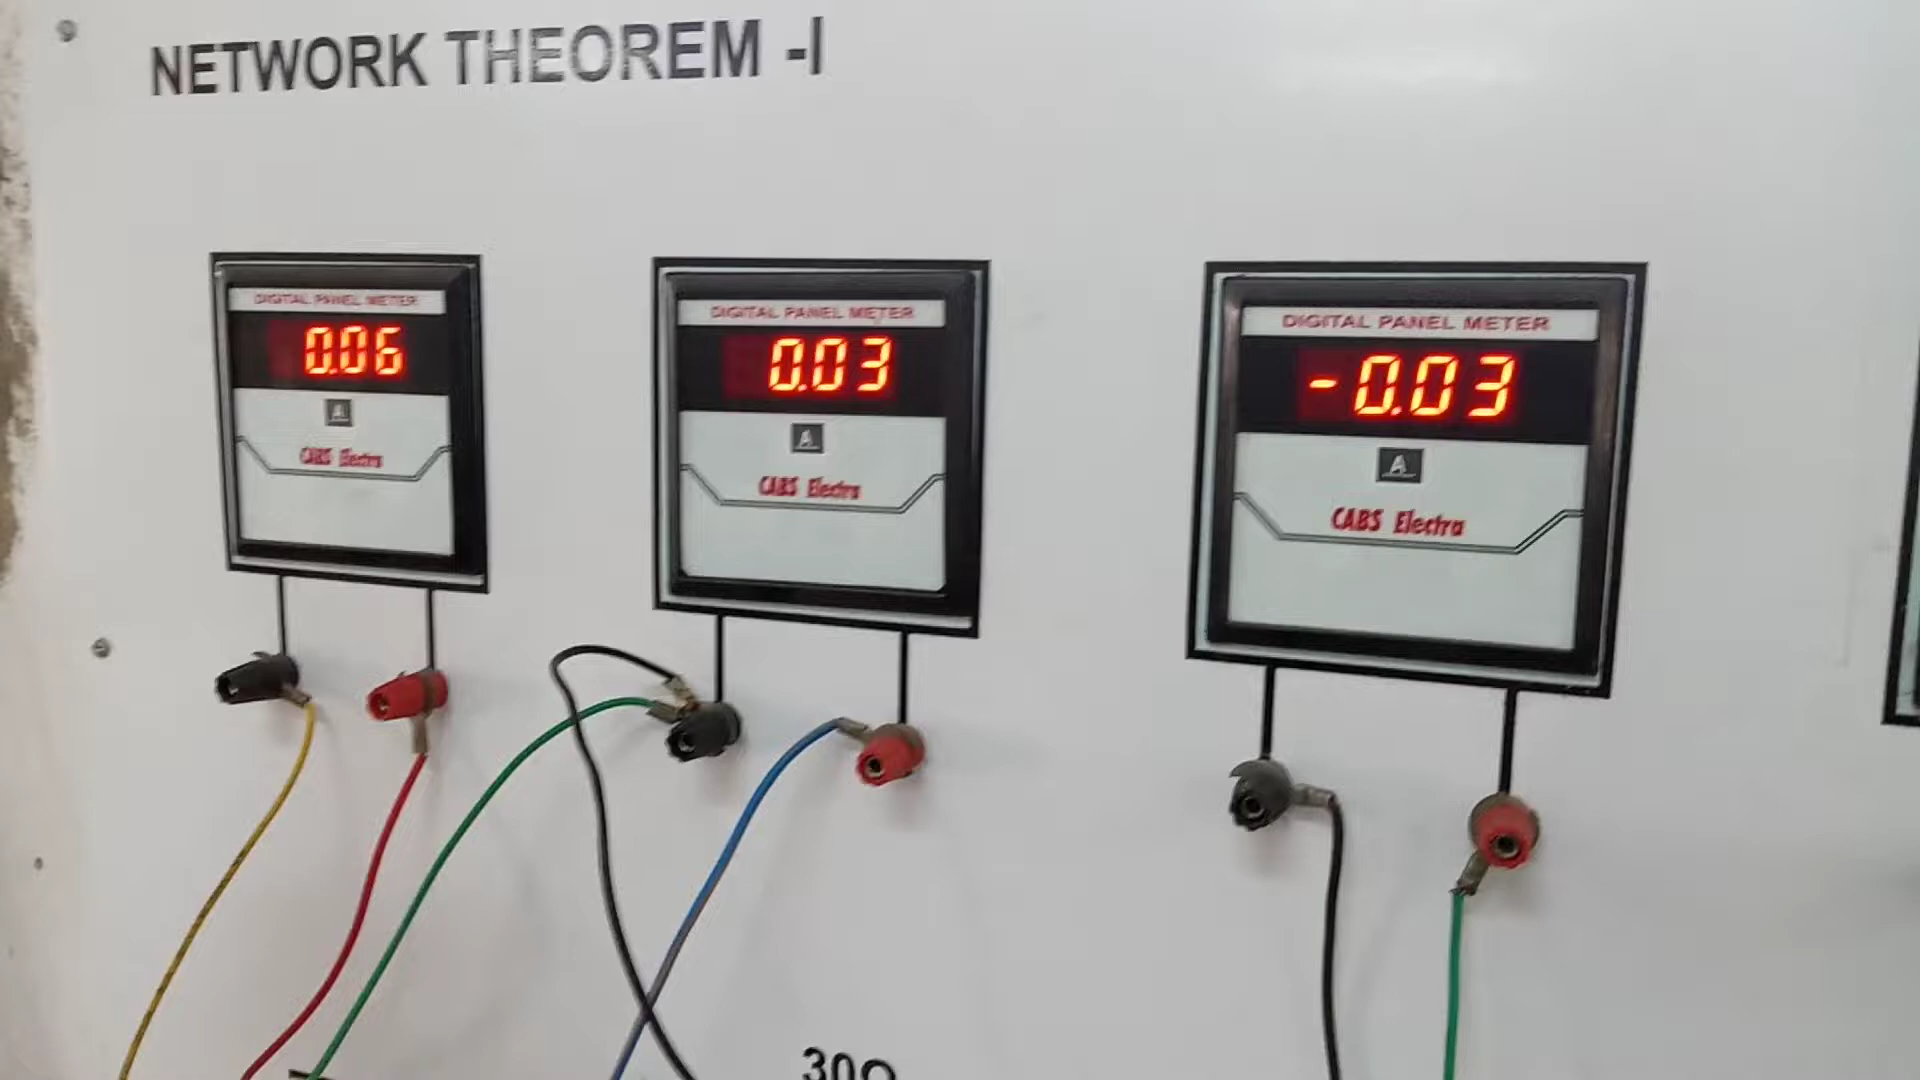 NETWORK THEOREM -I
DIGITAL PANEL METER
0.06
A
CABS Electra
DIGITAL PANEL METER
0.03
A
CABS Electra
DIGITAL PANEL METER
-0.03
A
CABS Electra
30Ω